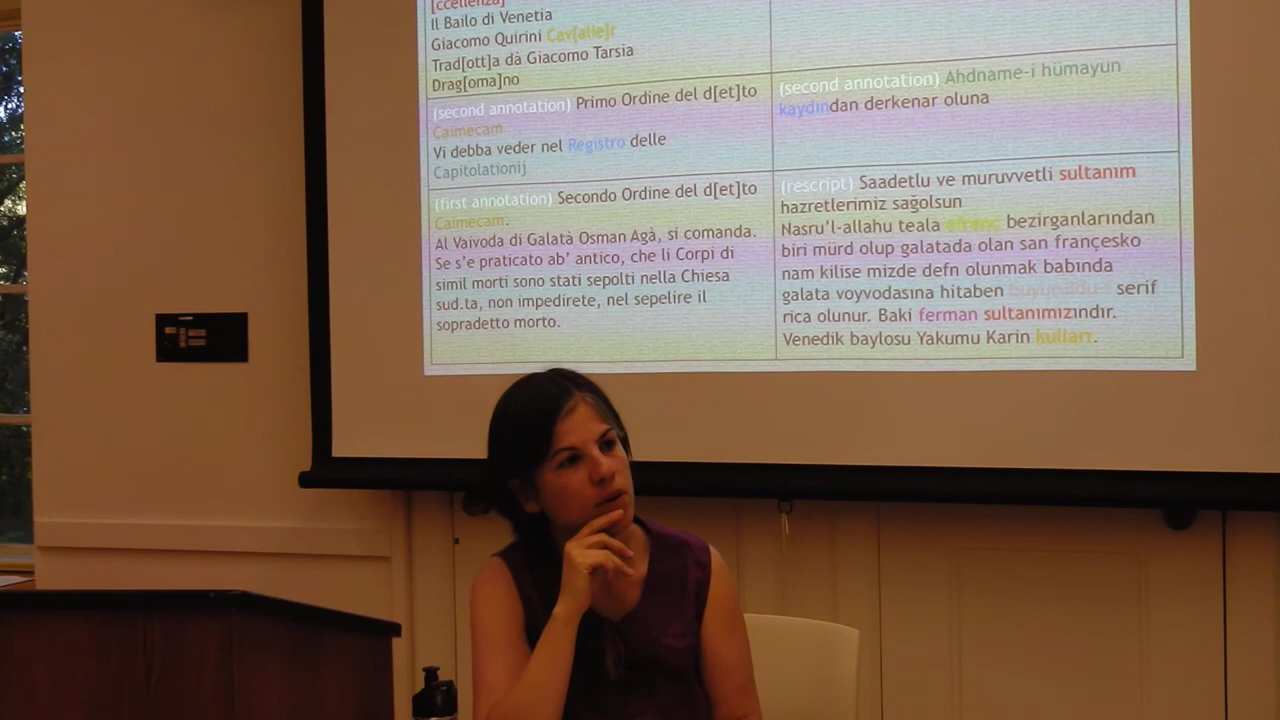 [ccellenza]
Il Bailo di Venetia
Giacomo Quirini Cav[alie]r
Trad[ott]a dà Giacomo Tarsia
Drag[oma]no
(second annotation) Primo Ordine del d[et]to
Caimecam
Vi debba veder nel Registro delle
Capitolationij
(first annotation) Secondo Ordine del d[et]to
Caimecam.
Al Vaivoda di Galatà Osman Agà, si comanda.
Se s'e praticato ab' antico, che li Corpi di
simil morti sono stati sepolti nella Chiesa
sud.ta, non impedirete, nel sepelire il
sopradetto morto.
(second annotation) Ahdname-i hümayun
kaydından derkenar oluna
(rescript) Saadetlu ve muruvvetli sultanım
hazretlerimiz sağolsun
Nasru'l-allahu teala bezirganlarından
biri mürd olup galatada olan san françesko
nam kilise mizde defn olunmak babında
galata voyvodasına hitaben buyuruldu-i serif
rica olunur. Baki ferman sultanımızındır.
Venedik baylosu Yakumu Karin kulları.